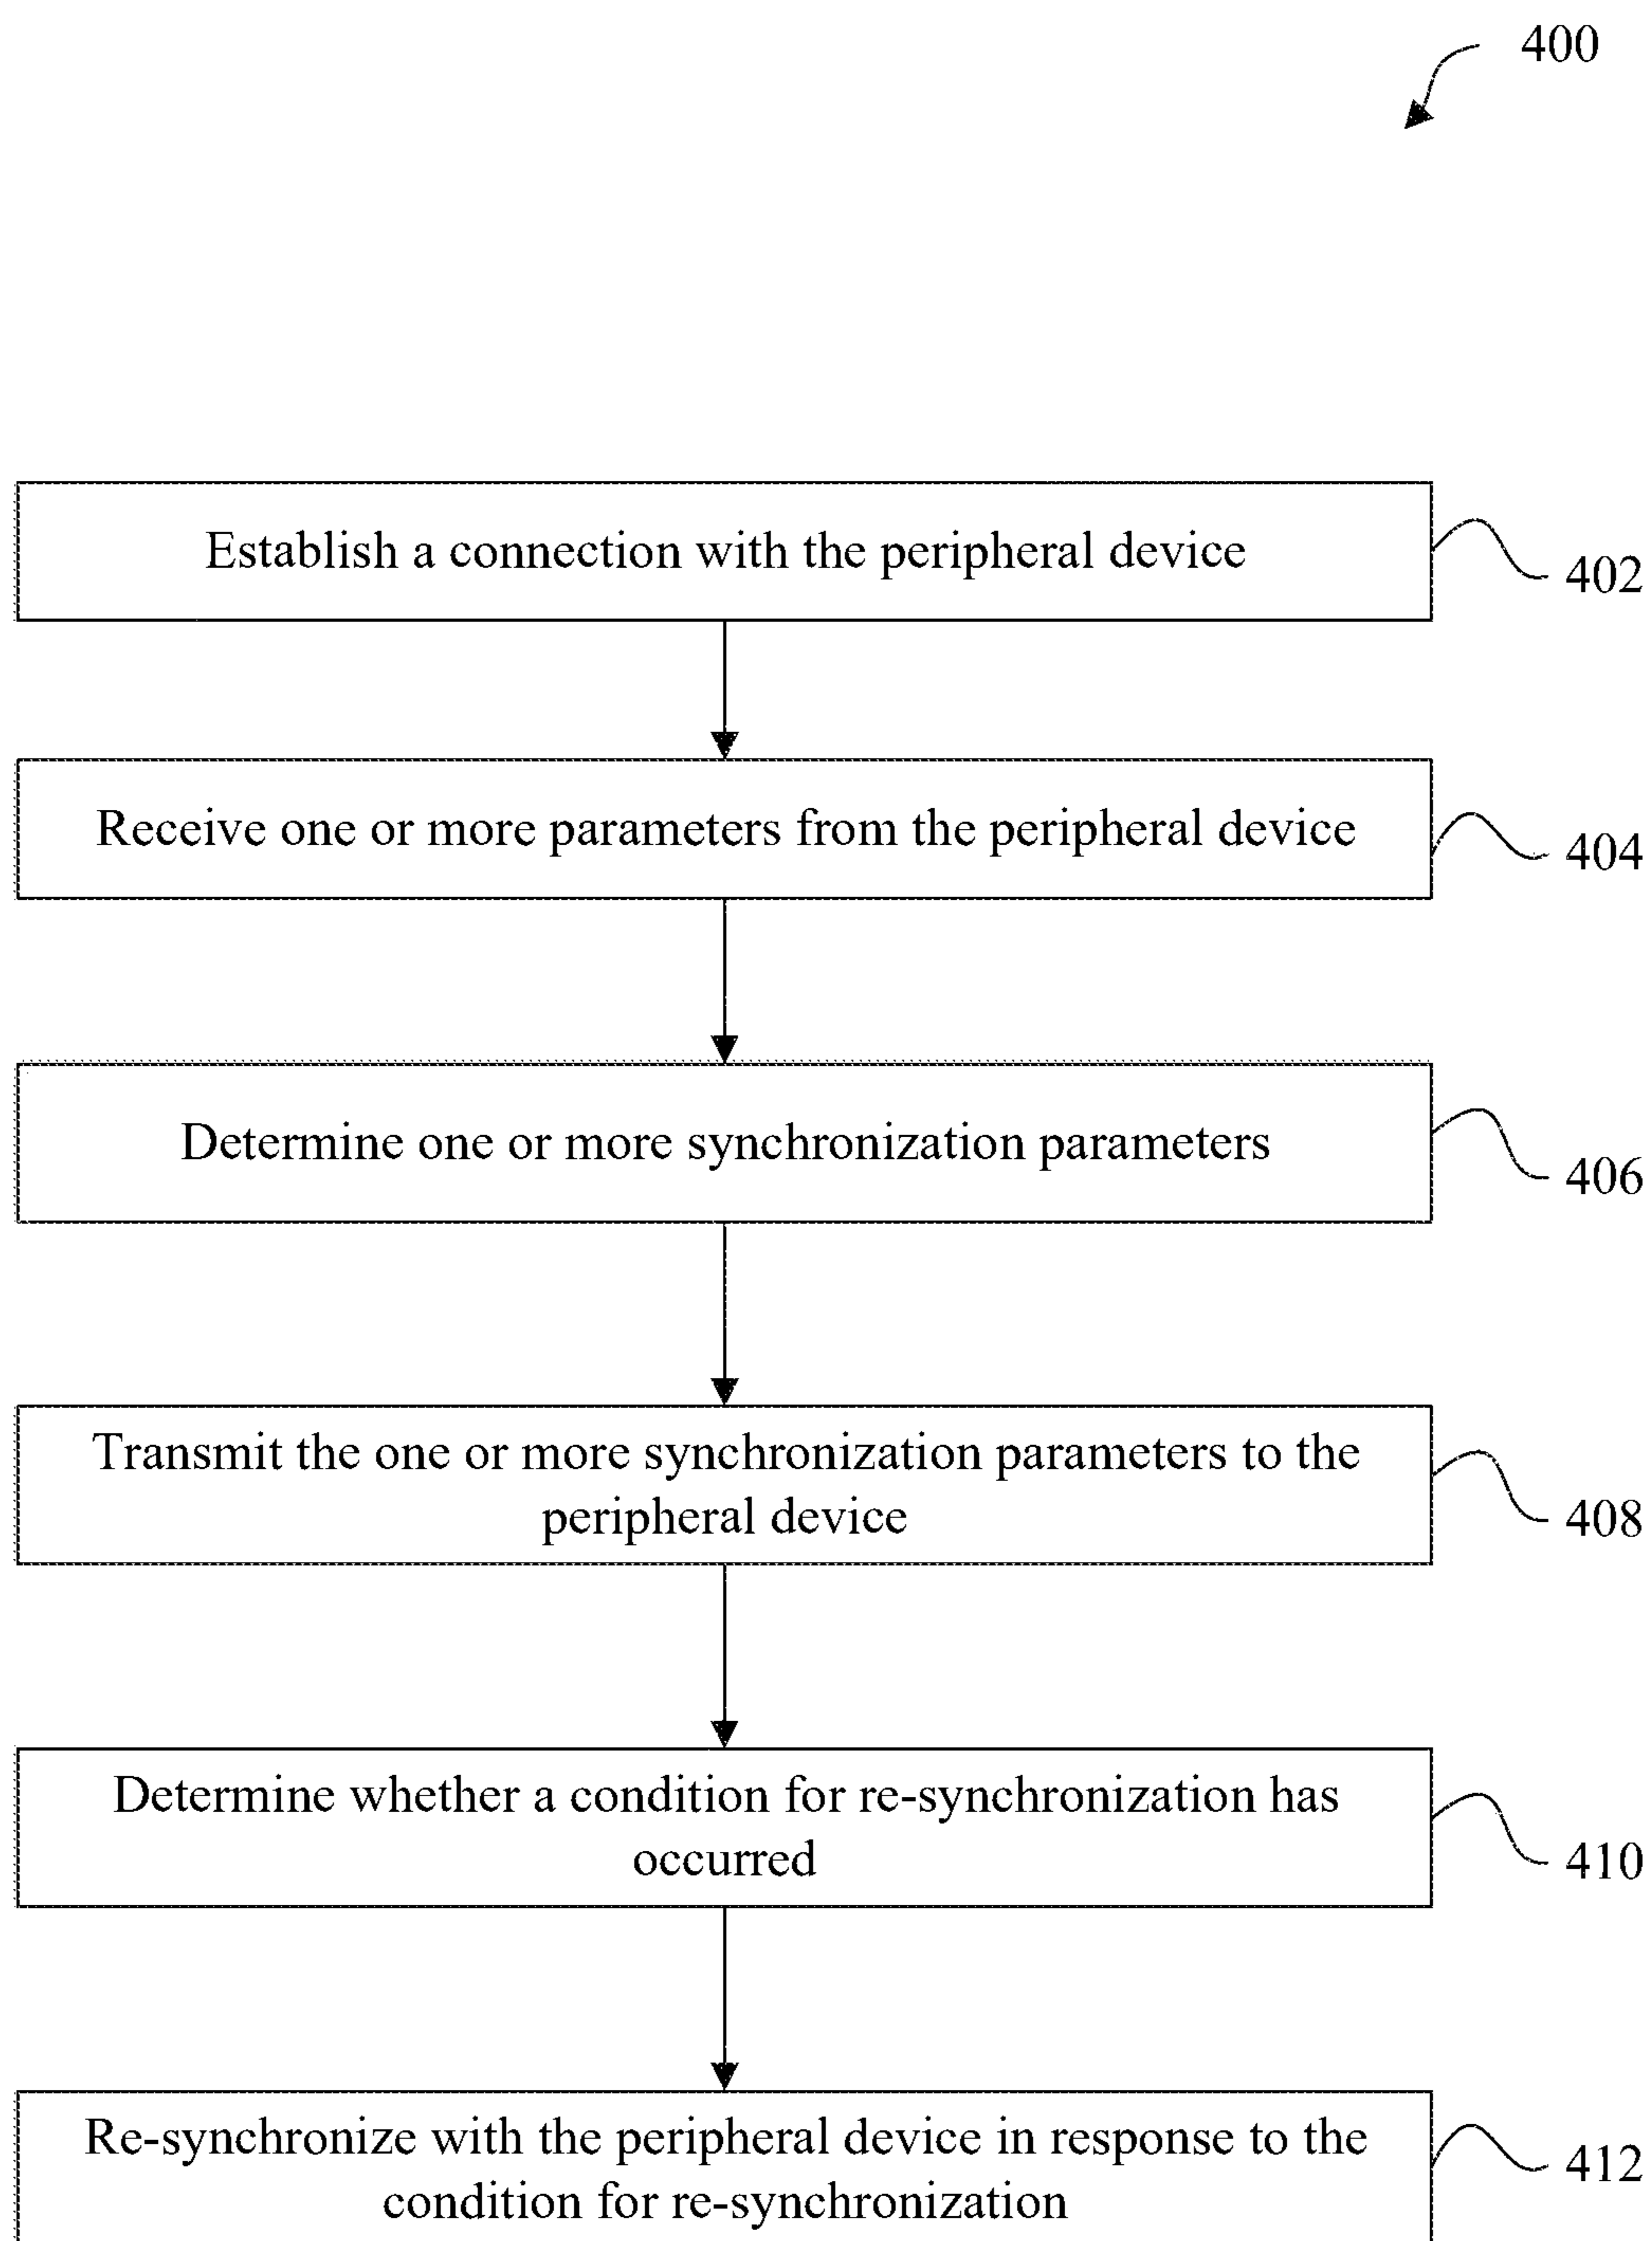 400
Establish a connection with the peripheral device
402
Receive one or more parameters from the peripheral device
404
Determine one or more synchronization parameters
406
Transmit the one or more synchronization parameters to the
peripheral device
408
Determine whether a condition for re-synchronization has
occurred
410
Re-synchronize with the peripheral device in response to the
condition for re-synchronization
412